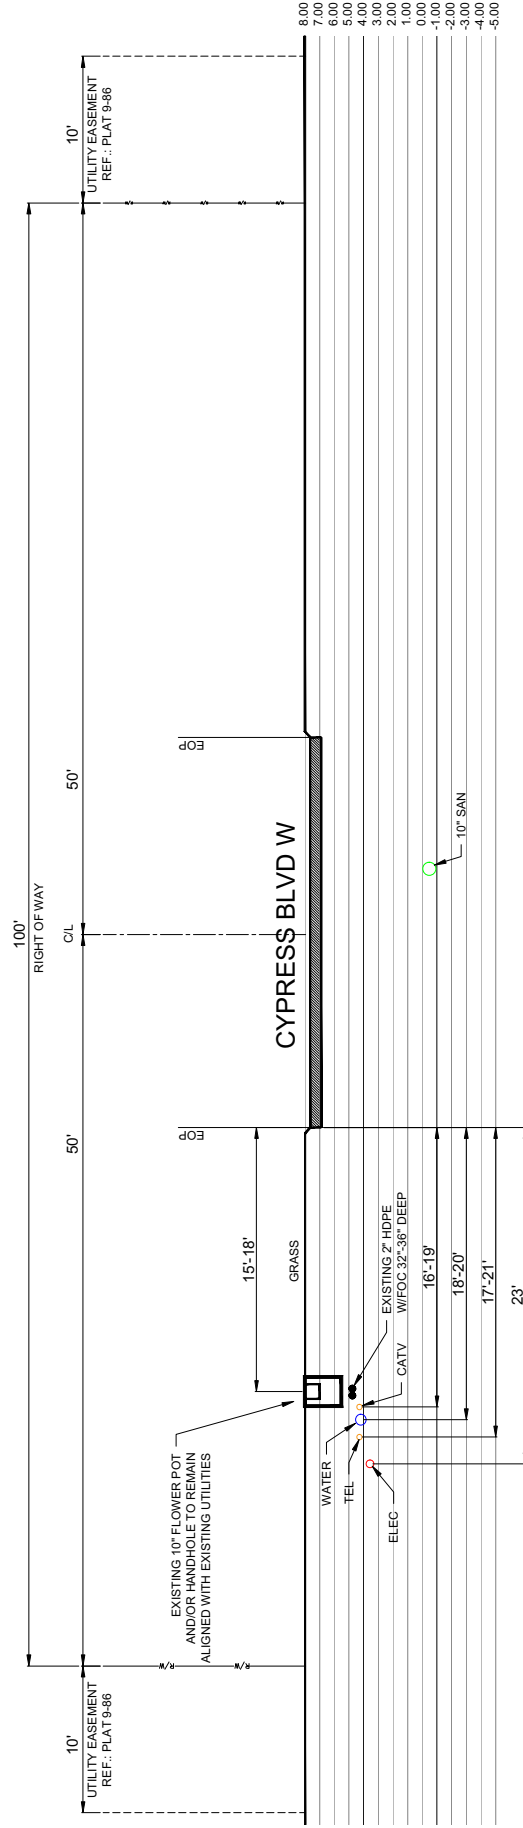 100'
RIGHT OF WAY
10'
UTILITY EASEMENT
REF.: PLAT 9-86
50'
C/L
50'
10'
UTILITY EASEMENT
REF.: PLAT 9-86
R/W
R/W
EXISTING 10" FLOWER POT
AND/OR HANDHOLE TO REMAIN
ALIGNED WITH EXISTING UTILITIES
EOP
EOP
15'-18'
GRASS
CYPRESS BLVD W
8.00
7.00
6.00
5.00
4.00
3.00
2.00
1.00
0.00
-1.00
-2.00
-3.00
-4.00
-5.00
WATER
TEL
ELEC
EXISTING 2" HDPE
W/FOC 32"-36" DEEP
CATV
10" SAN
16'-19'
18'-20'
17'-21'
23'